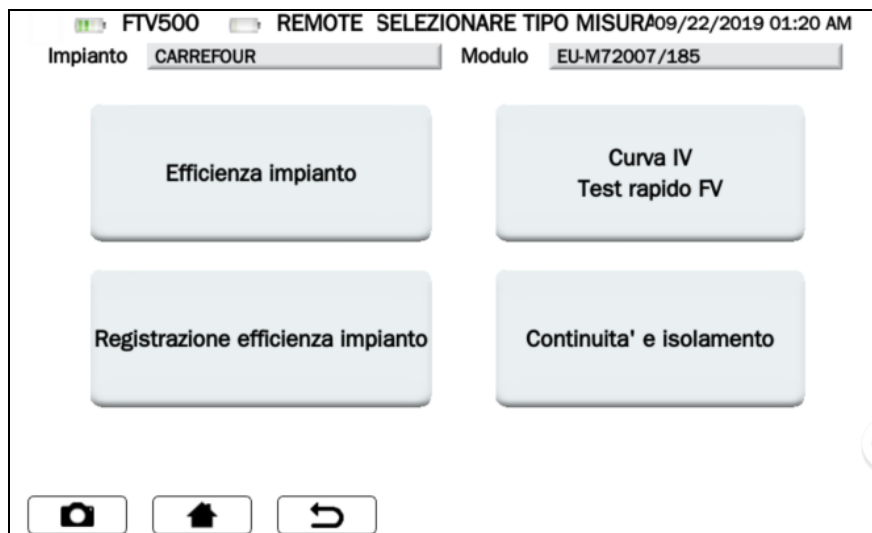 FTV500 REMOTE SELEZIONARE TIPO MISURA 09/22/2019 01:20 AM
Impianto CARREFOUR Modulo EU-M72007/185
Efficienza impianto
Curva IV
Test rapido FV
Registrazione efficienza impianto
Continuita' e isolamento